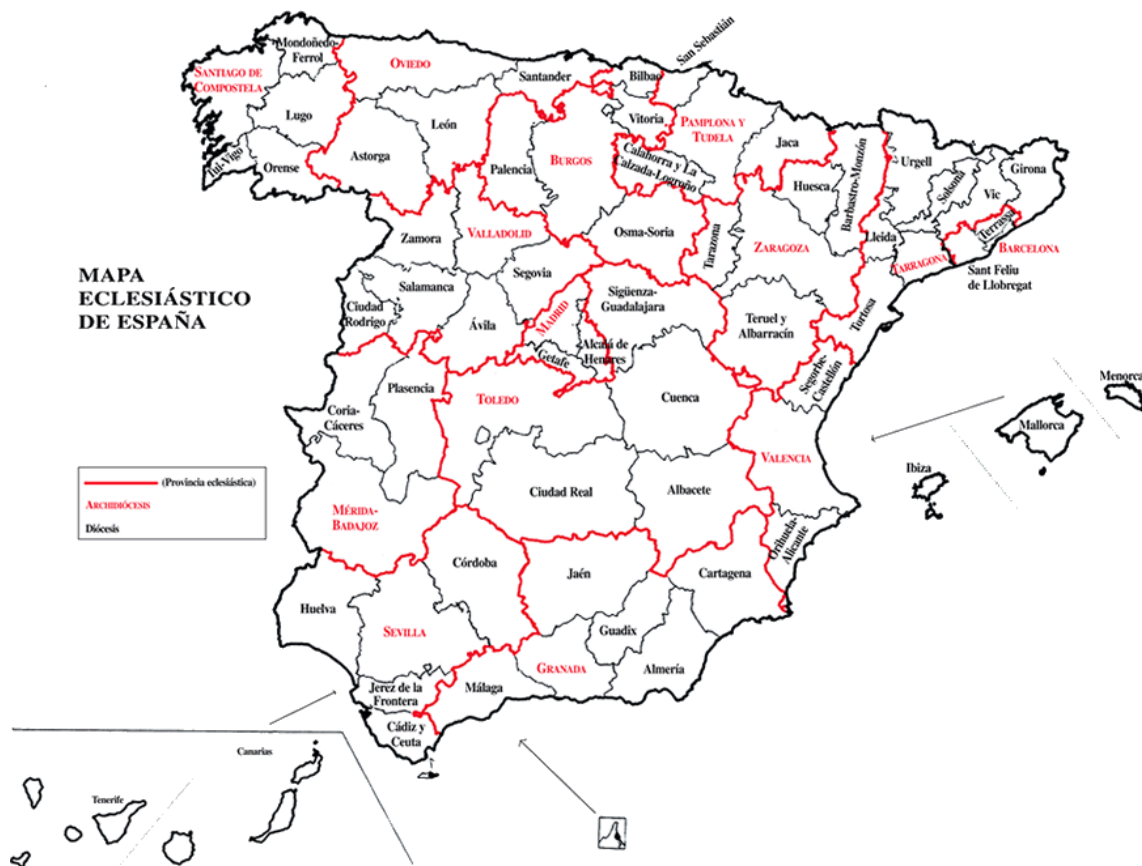 MAPA
ECLESIÁSTICO
DE ESPAÑA
(Provincia eclesiástica)
ARCHIDIÓCESIS
Diócesis
San Sebastián
Mondoñedo-
Ferrol
OVIEDO
Santander
Bilbao
SANTIAGO DE
COMPOSTELA
Lugo
León
Vitoria
PAMPLONA Y
TUDELA
Jaca
Tui-Vigo
Orense
Astorga
Palencia
BURGOS
Calahorra y La
Calzada-Logroño
Huesca
Barbastro-Monzón
Urgell
Solsona
Vic
Girona
Terrassa
Zamora
VALLADOLID
Osma-Soria
Tarazona
ZARAGOZA
Lleida
TARRAGONA
BARCELONA
Sant Feliu
de Llobregat
Segovia
Salamanca
Ciudad
Rodrigo
Ávila
MADRID
Sigüenza-
Guadalajara
Alcalá de
Henares
Getafe
Teruel y
Albarracín
Tortosa
Segorbe-
Castellón
Menorca
Mallorca
Ibiza
Plasencia
Coria-
Cáceres
TOLEDO
Cuenca
VALENCIA
MÉRIDA-
BADAJOZ
Ciudad Real
Albacete
Orihuela-
Alicante
Córdoba
Jaén
Cartagena
Huelva
SEVILLA
Guadix
GRANADA
Almería
Jerez de la
Frontera
Málaga
Cádiz y
Ceuta
Canarias
Tenerife